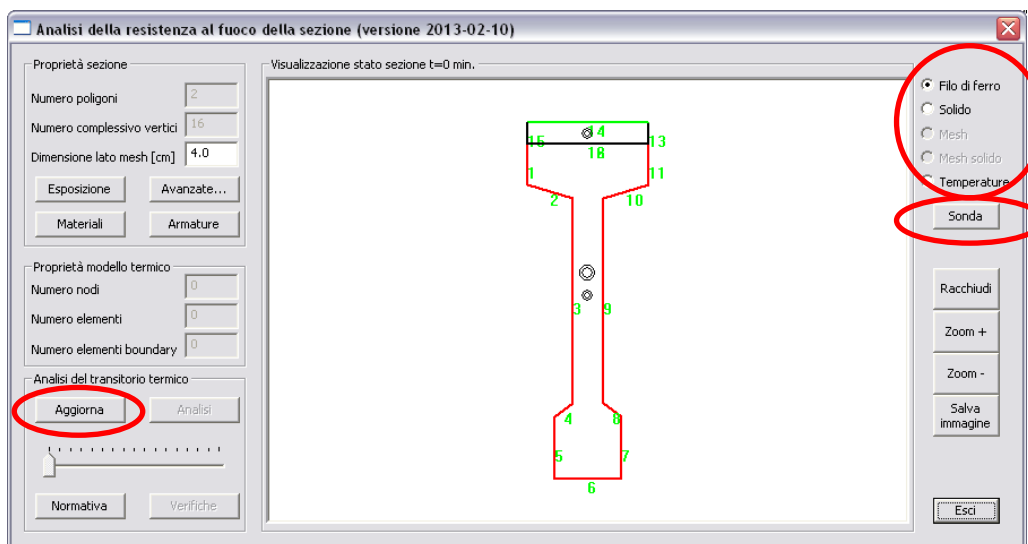 Analisi della resistenza al fuoco della sezione (versione 2013-02-10)
Proprietà sezione
Numero poligoni 2
Numero complessivo vertici 16
Dimensione lato mesh [cm] 4.0
Esposizione Avanzate...
Materiali Armature
Proprietà modello termico
Numero nodi 0
Numero elementi 0
Numero elementi boundary 0
Analisi del transitorio termico
Aggiorna Analisi
Normativa Verifiche
Visualizzazione stato sezione t=0 min.
15 14 13
1 11
2 10
3 9
4 8
5 7
6
Filo di ferro
Solido
Mesh
Mesh solido
Temperature
Sonda
Racchiudi
Zoom +
Zoom -
Salva
immagine
Esci